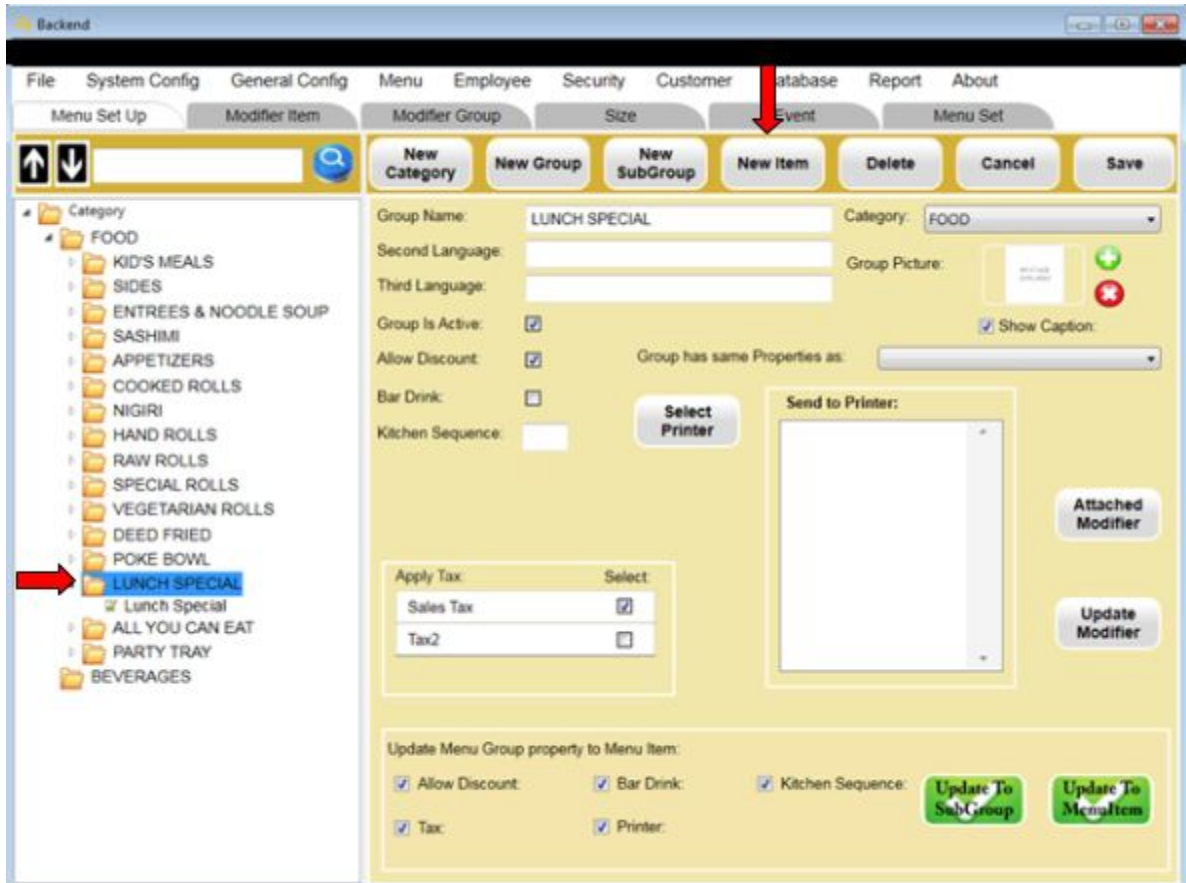 Backend
File System Config General Config Menu Employee Security Customer atabase Report About
Menu Set Up Modifier Item Modifier Group Size Event Menu Set
New Category
New Group
New SubGroup
New Item
Delete
Cancel
Save
Category
FOOD
KID'S MEALS
SIDES
ENTREES & NOODLE SOUP
SASHIMI
APPETIZERS
COOKED ROLLS
NIGIRI
HAND ROLLS
RAW ROLLS
SPECIAL ROLLS
VEGETARIAN ROLLS
DEED FRIED
POKE BOWL
LUNCH SPECIAL
Lunch Special
ALL YOU CAN EAT
PARTY TRAY
BEVERAGES
Group Name: LUNCH SPECIAL Category: FOOD
Second Language:
Group Picture:
Third Language:
Group Is Active: Show Caption:
Allow Discount: Group has same Properties as:
Bar Drink:
Kitchen Sequence:
Select
Printer
Send to Printer:
Attached
Modifier
Apply Tax: Select:
Sales Tax
Tax2
Update
Modifier
Update Menu Group property to Menu Item:
Allow Discount: Bar Drink: Kitchen Sequence:
Tax: Printer:
Update To
SubGroup
Update To
MenuItem